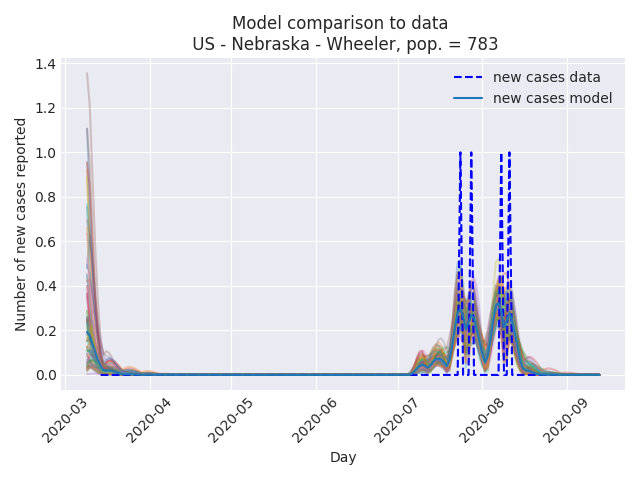 Model comparison to data
US - Nebraska - Wheeler, pop. = 783
new cases data
new cases model
Number of new cases reported
1.4
1.2
1.0
0.8
0.6
0.4
0.2
0.0
2020-03
2020-04
2020-05
2020-06
2020-07
2020-08
2020-09
Day